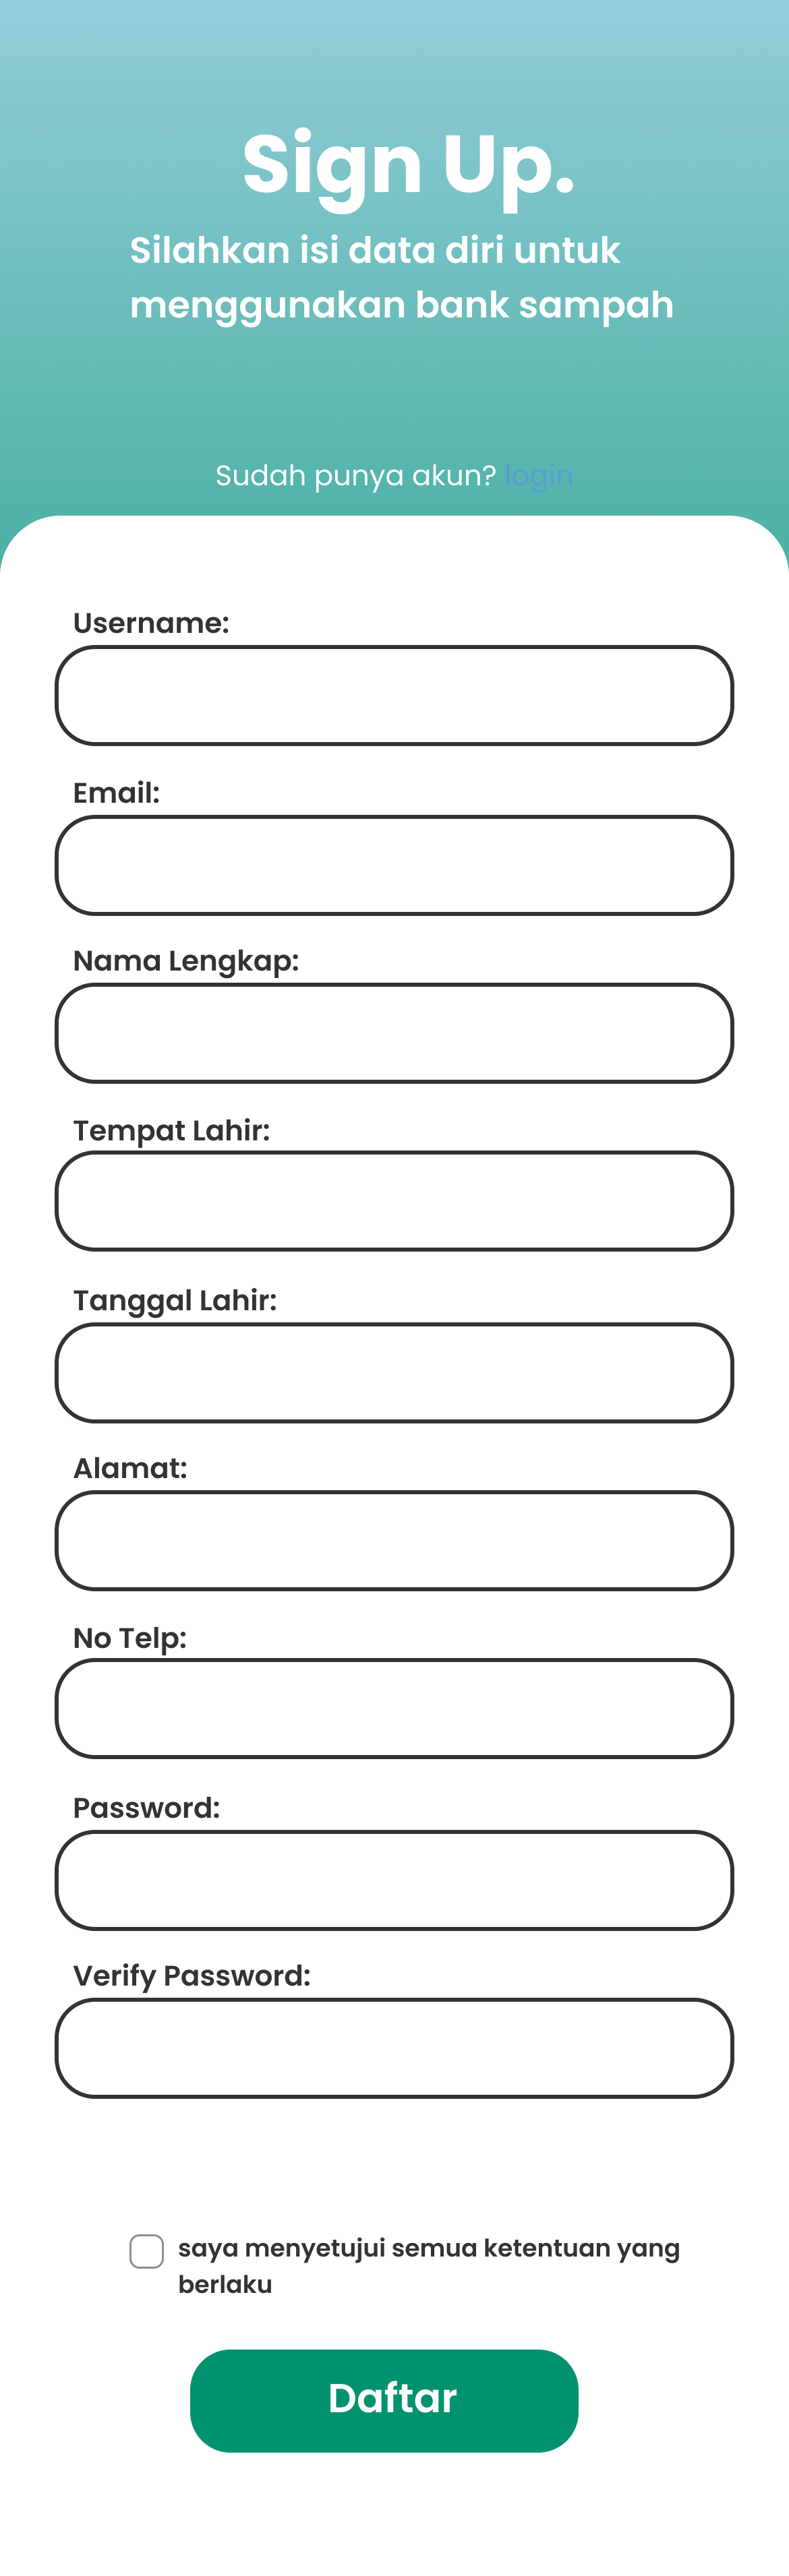 Sign Up.
Silahkan isi data diri untuk
menggunakan bank sampah
Sudah punya akun? login
Username:
Email:
Nama Lengkap:
Tempat Lahir:
Tanggal Lahir:
Alamat:
No Telp:
Password:
Verify Password:
saya menyetujui semua ketentuan yang
berlaku
Daftar